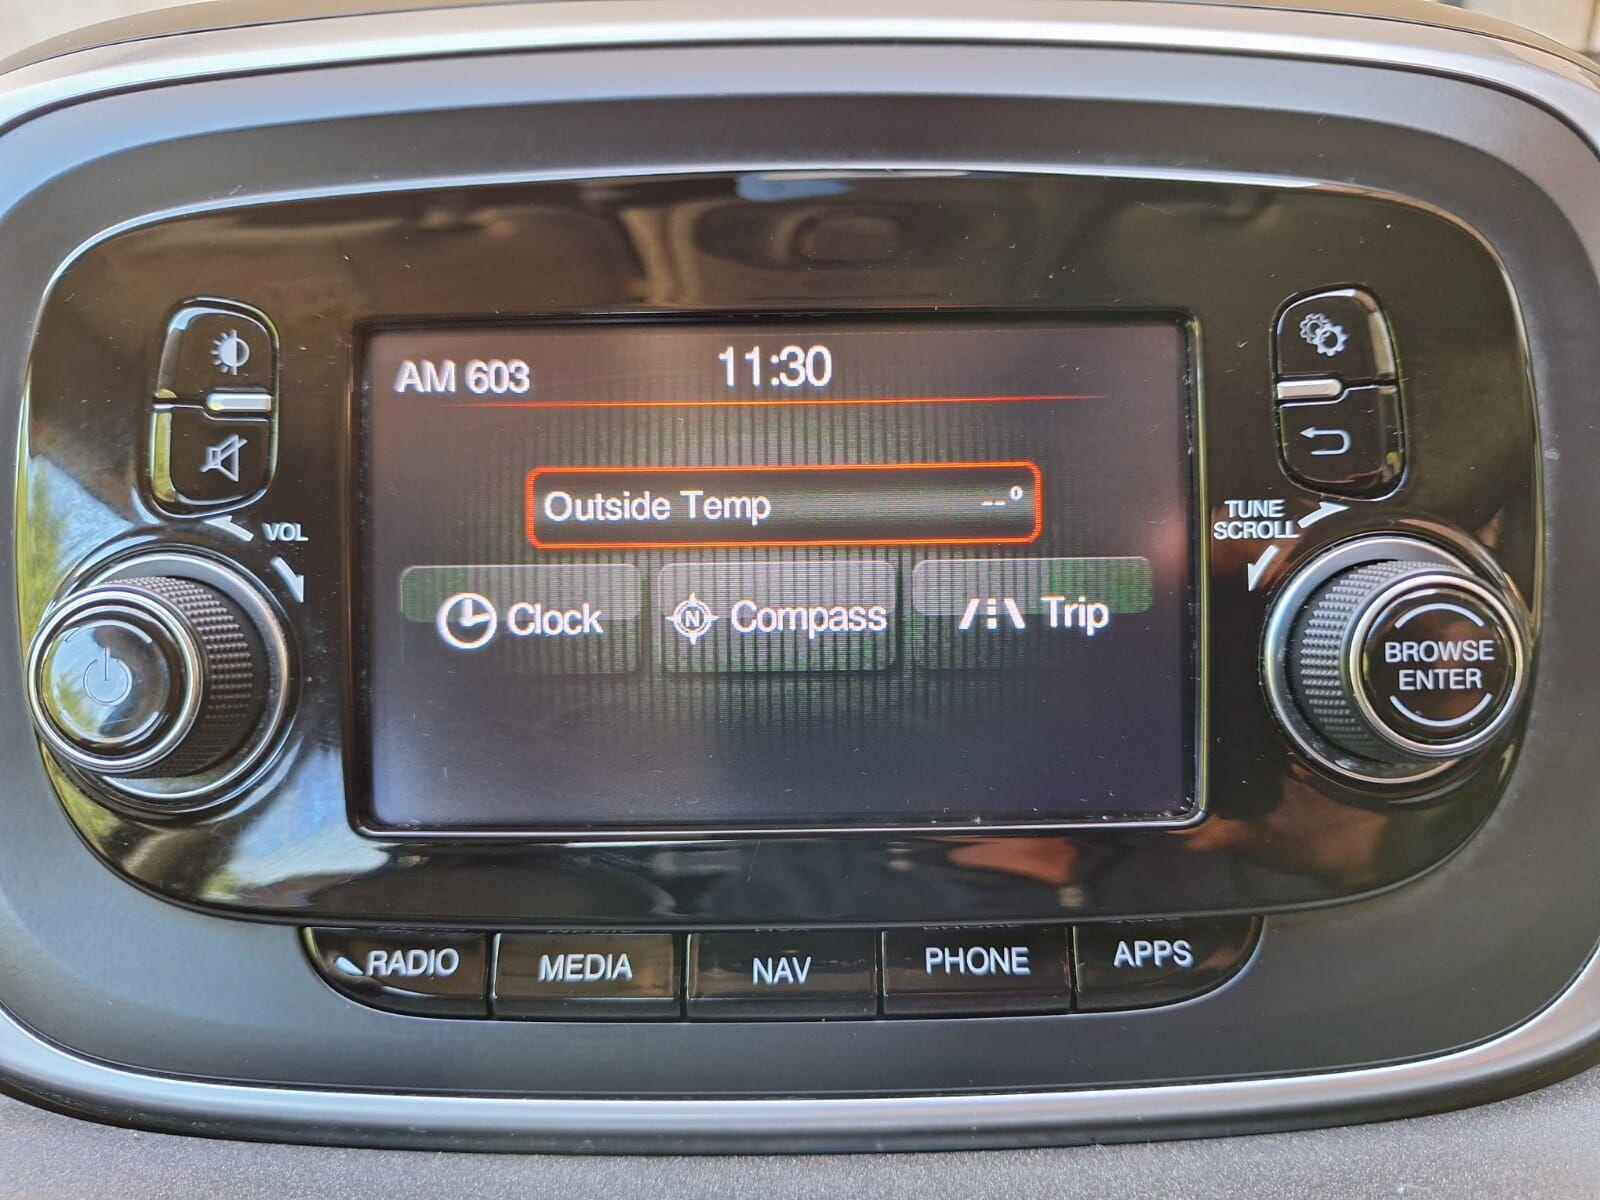 AM 603
11:30
Outside Temp --°
Clock
N
Compass
Trip
VOL
TUNE
SCROLL
BROWSE
ENTER
RADIO
MEDIA
NAV
PHONE
APPS